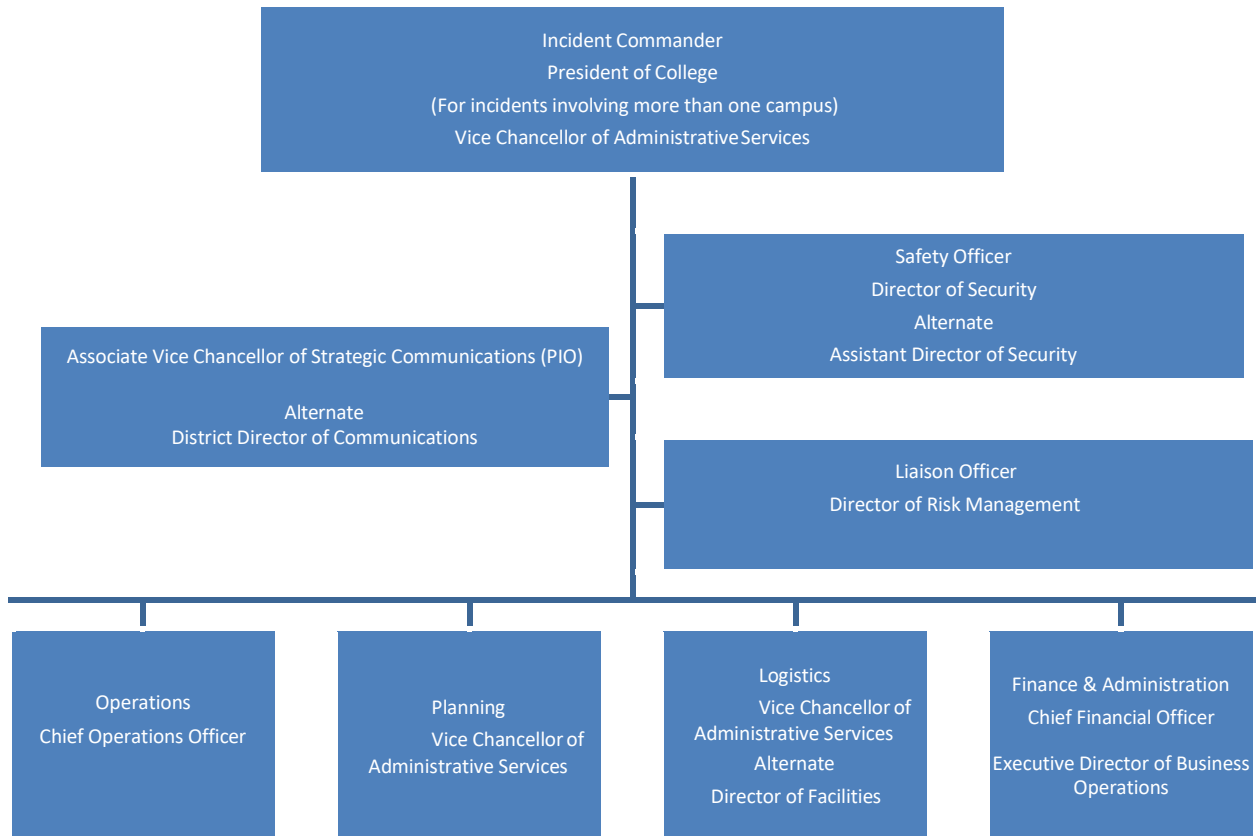 Incident Commander
President of College
(For incidents involving more than one campus)
Vice Chancellor of Administrative Services
Safety Officer
Director of Security
Alternate
Assistant Director of Security
Associate Vice Chancellor of Strategic Communications (PIO)
Alternate
District Director of Communications
Liaison Officer
Director of Risk Management
Operations
Chief Operations Officer
Planning
Vice Chancellor of
Administrative Services
Logistics
Vice Chancellor of
Administrative Services
Alternate
Director of Facilities
Finance & Administration
Chief Financial Officer
Executive Director of Business
Operations